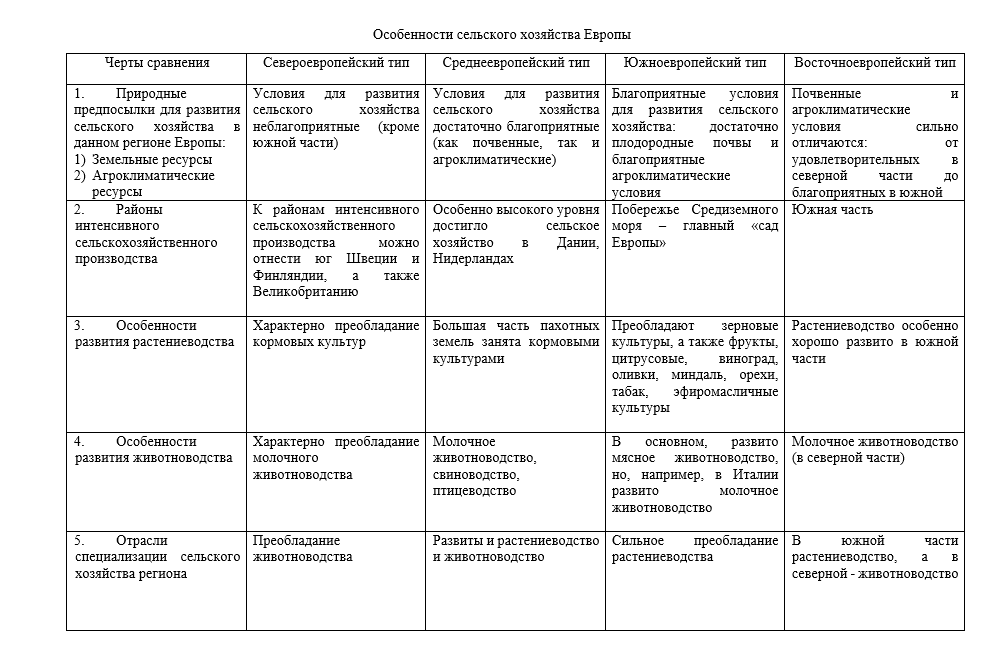 Особенности сельского хозяйства Европы
Черты сравнения
Североевропейский тип
Среднеевропейский тип
Южноевропейский тип
Восточноевропейский тип
1. Природные
предпосылки для развития
сельского хозяйства в
данном регионе Европы:
1) Земельные ресурсы
2) Агроклиматические
ресурсы
Условия для развития
сельского хозяйства
неблагоприятные (кроме
южной части)
Условия для развития
сельского хозяйства
достаточно благоприятные
(как почвенные, так и
агроклиматические)
Благоприятные условия
для развития сельского
хозяйства: достаточно
плодородные почвы и
благоприятные
агроклиматические
условия
Почвенные и
агроклиматические
условия сильно
отличаются: от
удовлетворительных в
северной части до
благоприятных в южной
2. Районы
интенсивного
сельскохозяйственного
производства
К районам интенсивного
сельскохозяйственного
производства можно
отнести юг Швеции и
Финляндии, а также
Великобританию
Особенно высокого уровня
достигло сельское
хозяйство в Дании,
Нидерландах
Побережье Средиземного
моря – главный «сад
Европы»
Южная часть
3. Особенности
развития растениеводства
Характерно преобладание
кормовых культур
Большая часть пахотных
земель занята кормовыми
культурами
Преобладают зерновые
культуры, а также фрукты,
цитрусовые, виноград,
оливки, миндаль, орехи,
табак, эфиромасличные
культуры
Растениеводство особенно
хорошо развито в южной
части
4. Особенности
развития животноводства
Характерно преобладание
молочного
животноводства
Молочное
животноводство,
свиноводство,
птицеводство
В основном, развито
мясное животноводство,
но, например, в Италии
развито молочное
животноводство
Молочное животноводство
(в северной части)
5. Отрасли
специализации сельского
хозяйства региона
Преобладание
животноводства
Развиты и растениеводство
и животноводство
Сильное преобладание
растениеводства
В южной части
растениеводство, а в
северной - животноводство